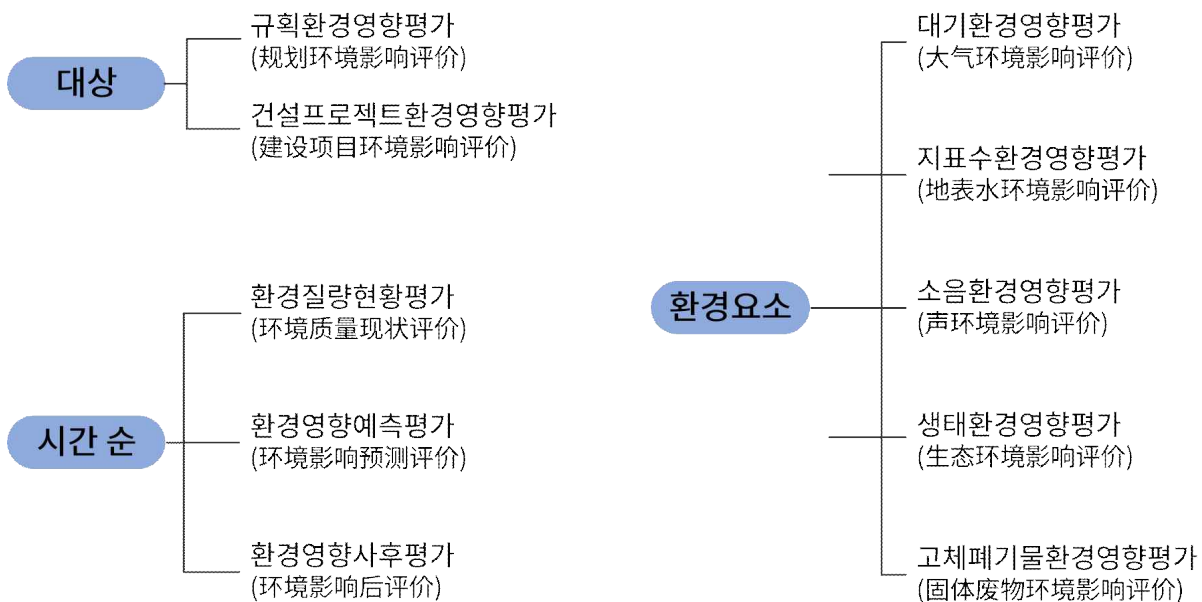 대상
규획환경영향평가
(规划环境影响评价)
건설프로젝트환경영향평가
(建设项目环境影响评价)
시간 순
환경질량현황평가
(环境质量现状评价)
환경영향예측평가
(环境影响预测评价)
환경영향사후평가
(环境影响后评价)
환경요소
대기환경영향평가
(大气环境影响评价)
지표수환경영향평가
(地表水环境影响评价)
소음환경영향평가
(声环境影响评价)
생태환경영향평가
(生态环境影响评价)
고체폐기물환경영향평가
(固体废物环境影响评价)